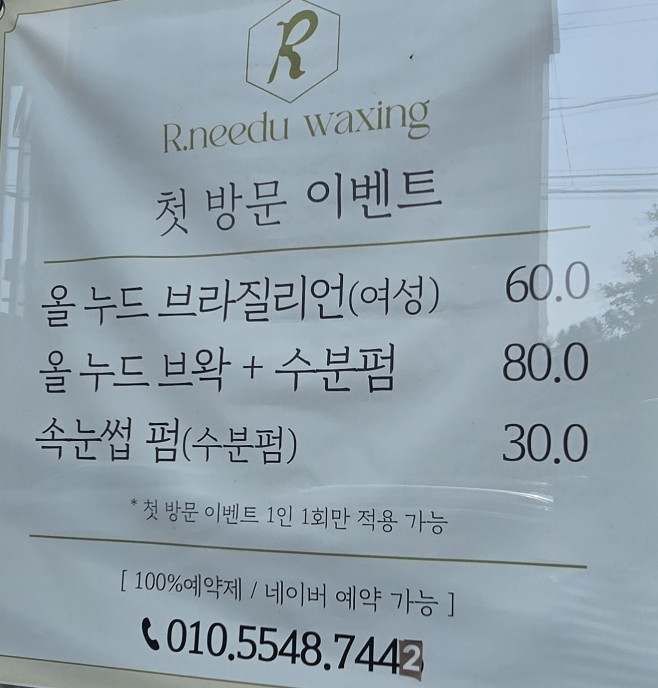 R
R.needu waxing
첫 방문 이벤트
올 누드 브라질리언(여성) 60.0
올 누드 브왁 + 수분펌 80.0
속눈썹 펌(수분펌) 30.0
* 첫 방문 이벤트 1인 1회만 적용 가능
[ 100%예약제 / 네이버 예약 가능 ]
010.5548.7442